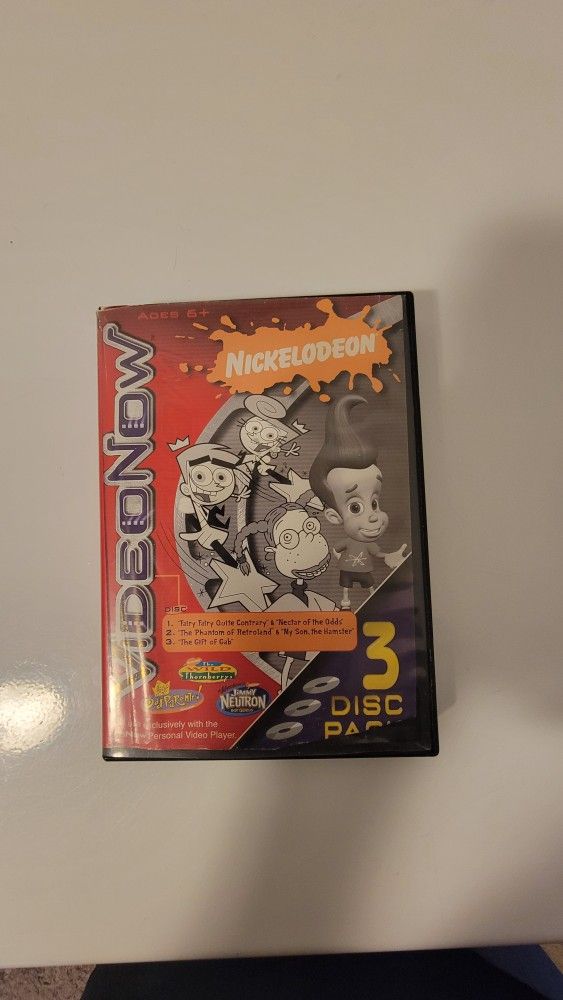 AGES 6+
NICKELODEON
VIDEONOW
DISC
1. "Fairy Fairy Quite Contrary" & "Nectar of the Odds"
2. "The Phantom of Retroland" & "My Son, the Hamster"
3. "The Gift of Gab"
The
WILD
Thornberrys
JIMMY
NEUTRON
BOY GENIUS
3
DISC
exclusively with the
Personal Video Player.